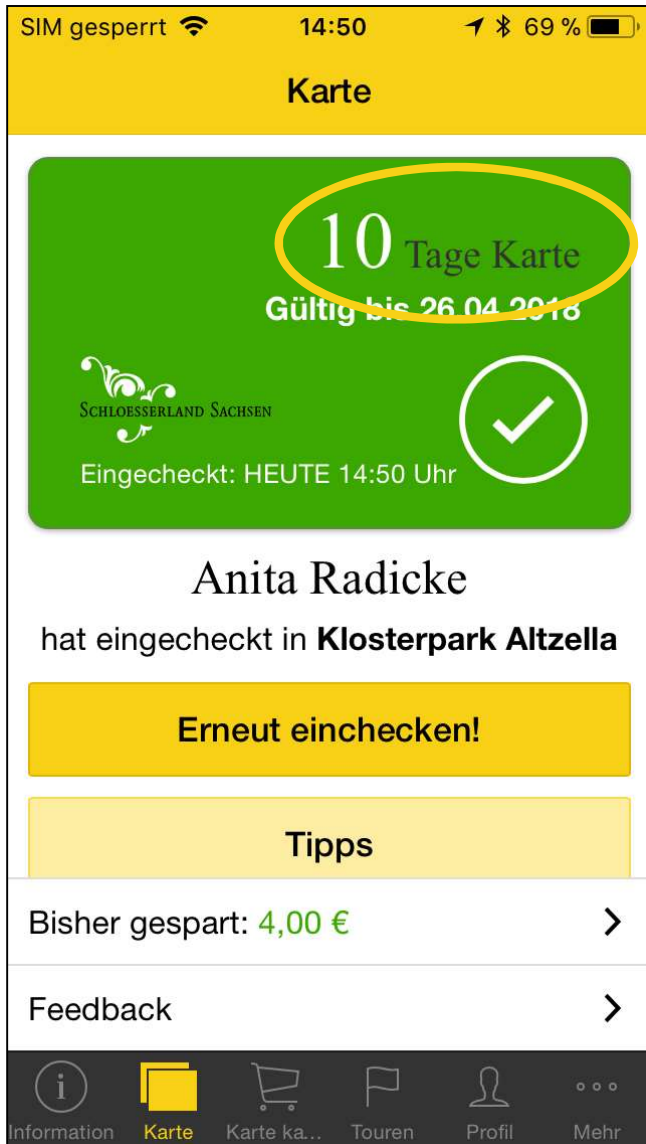 SIM gesperrt 14:50 69 %
Karte
10 Tage Karte
Gültig bis 26.04.2018
SCHLOESSERLAND SACHSEN
Eingecheckt: HEUTE 14:50 Uhr
Anita Radicke
hat eingecheckt in Klosterpark Altzella
Erneut einchecken!
Tipps
Bisher gespart: 4,00 €
Feedback
Information Karte Karte ka... Touren Profil Mehr